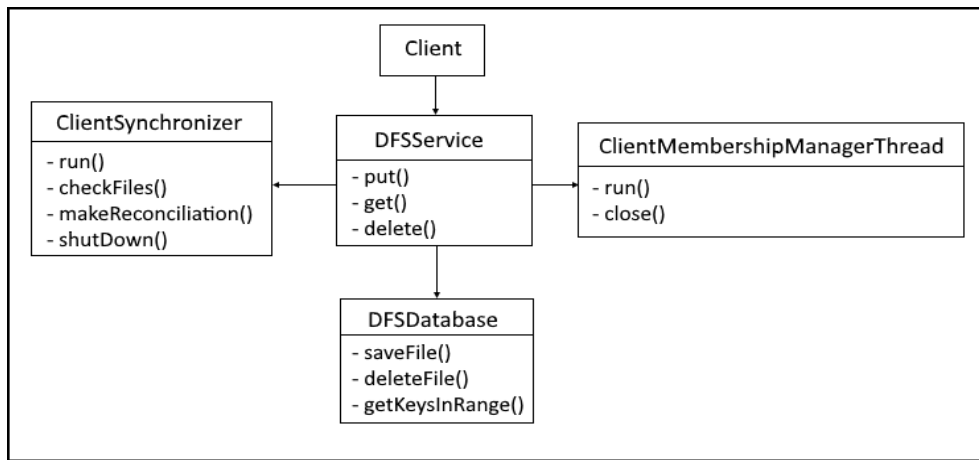 Client
ClientSynchronizer
- run()
- checkFiles()
- makeReconciliation()
- shutDown()
DFSService
- put()
- get()
- delete()
ClientMembershipManagerThread
- run()
- close()
DFSDatabase
- saveFile()
- deleteFile()
- getKeysInRange()